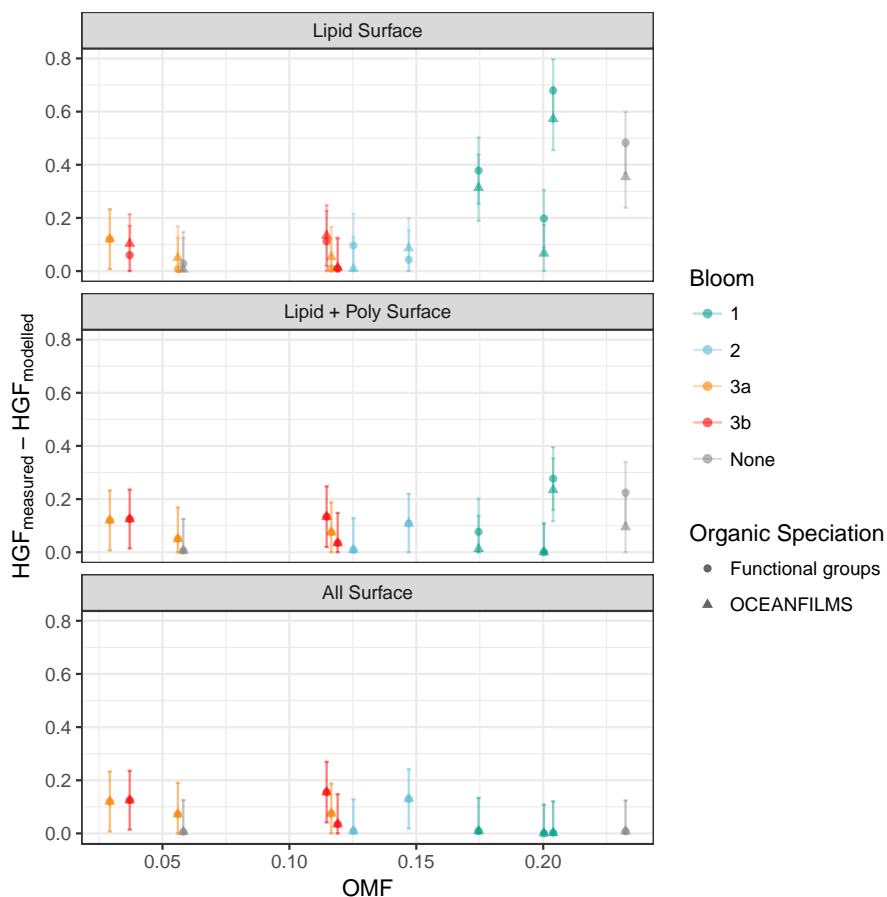 Lipid Surface
0.8
0.6
0.4
0.2
0.0
Lipid + Poly Surface
0.8
0.6
0.4
0.2
0.0
All Surface
0.8
0.6
0.4
0.2
0.0
0.05 0.10 0.15 0.20
OMF
HGFmeasured − HGFmodelled
Bloom
1
2
3a
3b
None
Organic Speciation
Functional groups
OCEANFILMS